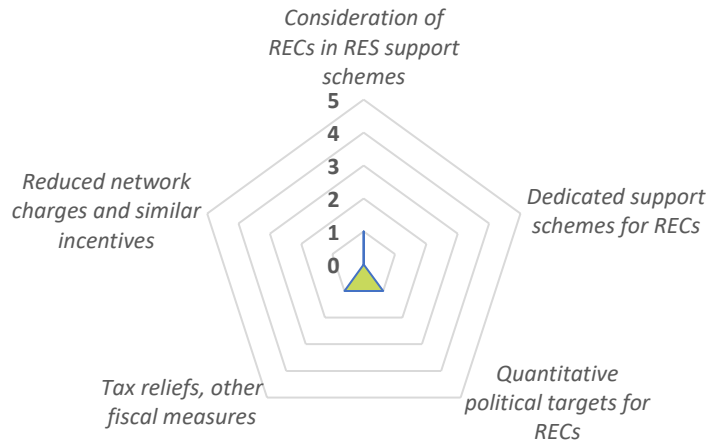 Consideration of
RECs in RES support
schemes
5
4
3
2
1
0
Reduced network
charges and similar
incentives
Dedicated support
schemes for RECs
Tax reliefs, other
fiscal measures
Quantitative
political targets for
RECs